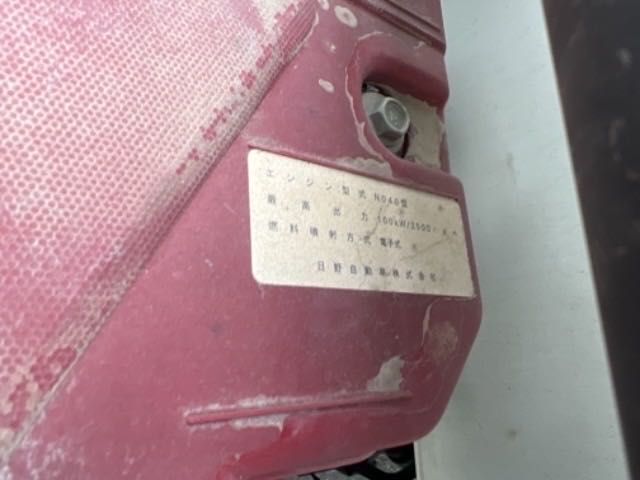 エンジン型式 N04C型
最高出力 100kW/2500
燃料噴射方式 電子式
日野自動車株式会社